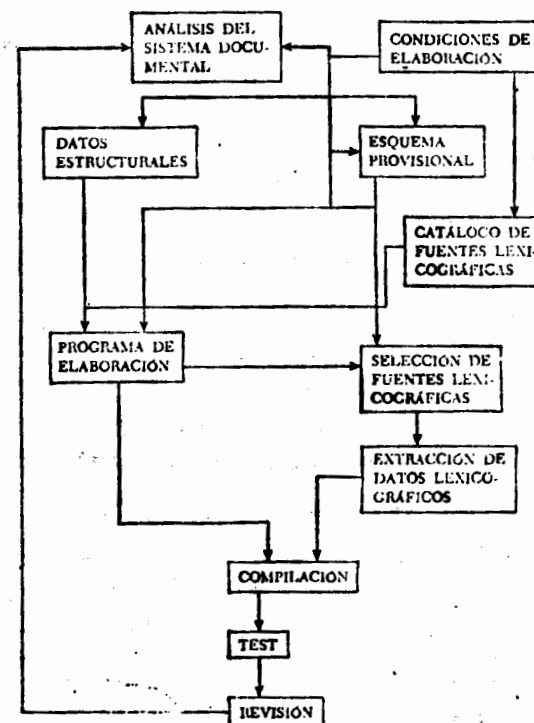 ANÁLISIS DEL
SISTEMA DOCU-
MENTAL
CONDICIONES DE
ELABORACIÓN
DATOS
ESTRUCTURALES
ESQUEMA
PROVISIONAL
CATÁLOCO DE
FUENTES LEXI-
COGRÁFICAS
PROGRAMA DE
ELABORACIÓN
SELECCIÓN DE
FUENTES LEXI-
COGRÁFICAS
EXTRACCIÓN DE
DATOS LEXICO-
GRÁFICOS
COMPILACIÓN
TEST
REVISIÓN